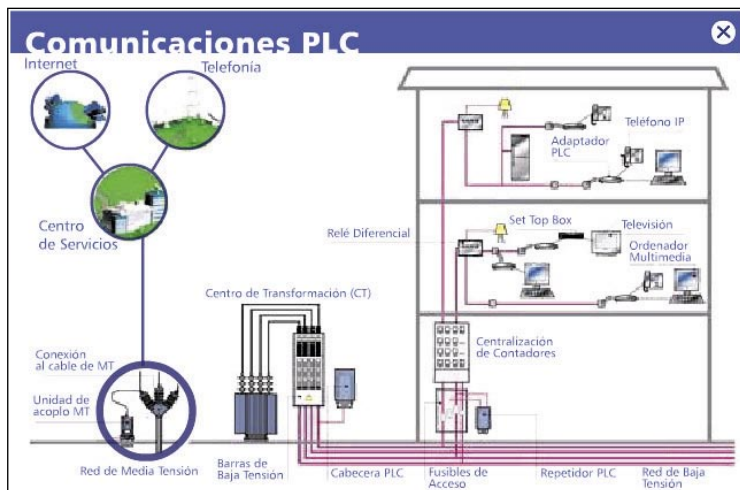 Comunicaciones PLC
Internet
Telefonía
Teléfono IP
Adaptador
PLC
Centro
de Servicios
Relé Diferencial
Set Top Box
Televisión
Ordenador
Multimedia
Centro de Transformación (CT)
Centralización
de Contadores
Conexión
al cable de MT
Unidad de
acoplo MT
Red de Media Tensión
Barras de
Baja Tensión
Cabecera PLC
Fusibles de
Acceso
Repetidor PLC
Red de Baja
Tensión